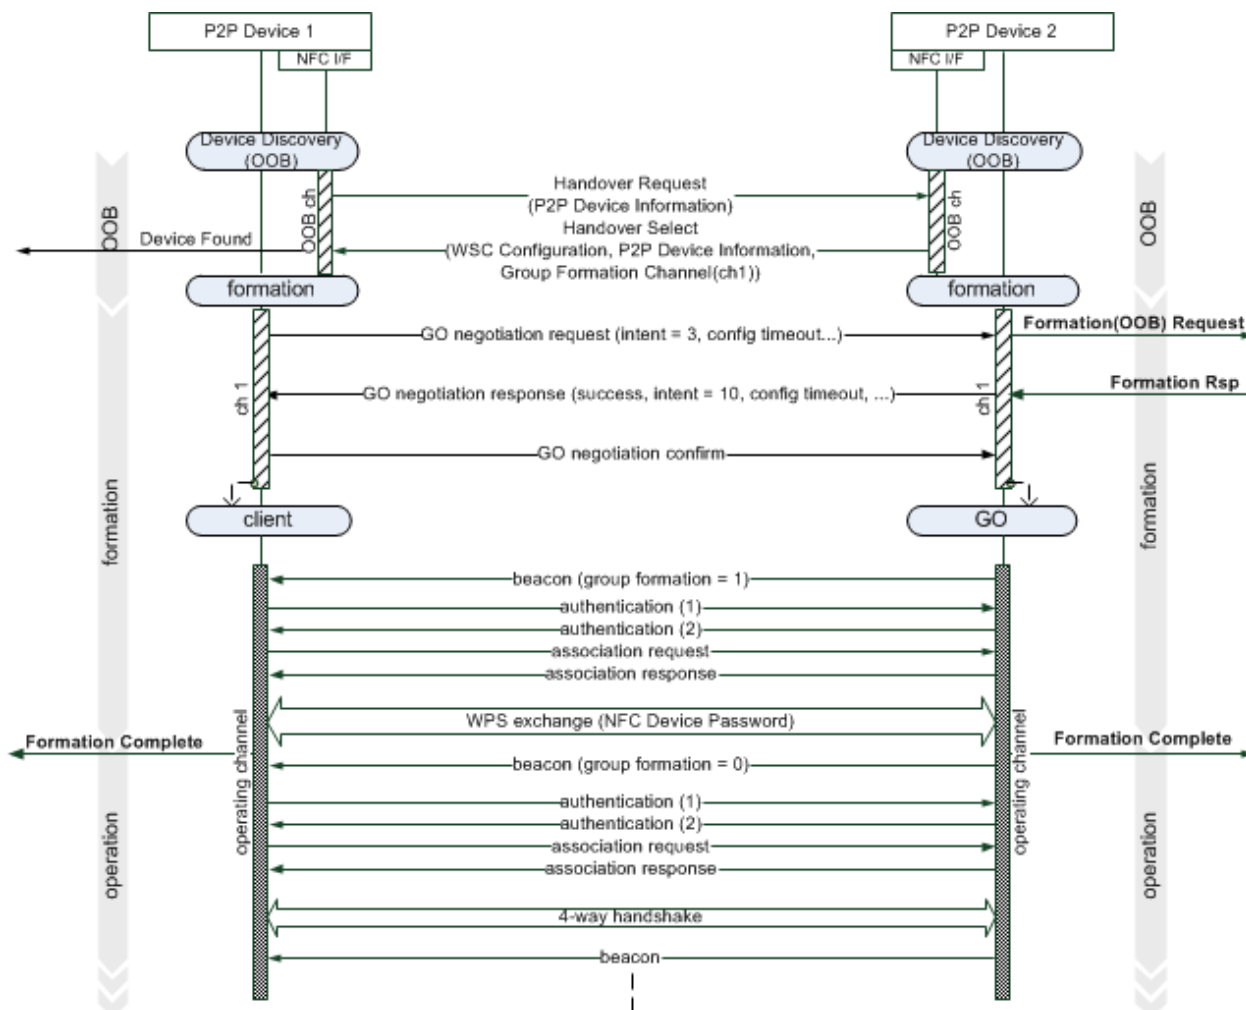 P2P Device 1
P2P Device 2
NFC I/F
NFC I/F
Device Discovery
(OOB)
Device Discovery
(OOB)
OOB
OOB ch
Handover Request
(P2P Device Information)
OOB ch
OOB
Device Found
Handover Select
(WSC Configuration, P2P Device Information,
Group Formation Channel(ch1))
formation
formation
GO negotiation request (intent = 3, config timeout...)
Formation(OOB) Request
ch 1
GO negotiation response (success, intent = 10, config timeout, ...)
ch 1
Formation Rsp
GO negotiation confirm
formation
formation
client
GO
beacon (group formation = 1)
authentication (1)
authentication (2)
association request
association response
WPS exchange (NFC Device Password)
Formation Complete
Formation Complete
operating channel
operating channel
beacon (group formation = 0)
authentication (1)
authentication (2)
association request
association response
operation
operation
4-way handshake
beacon